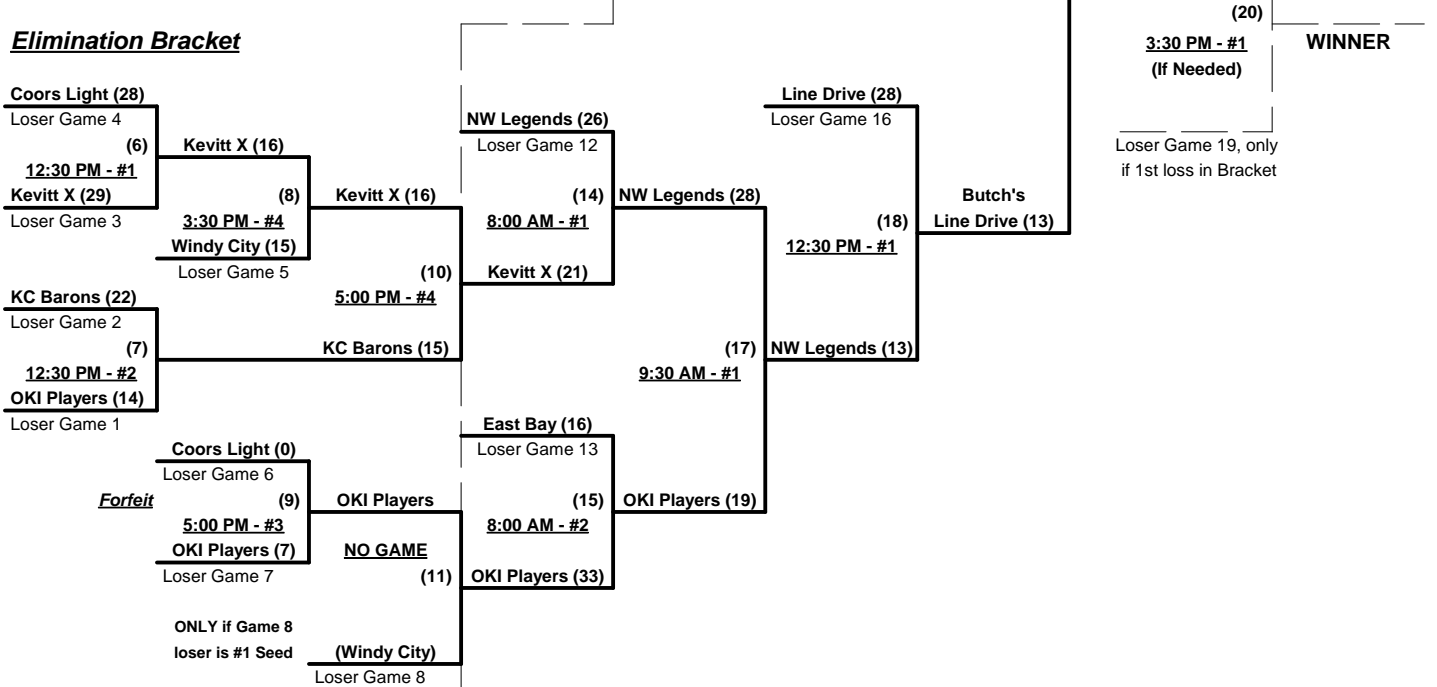 (20)
Elimination Bracket
3:30 PM - #1
WINNER
(If Needed)
Coors Light (28)
Loser Game 4
(6)
12:30 PM - #1
Kevitt X (29)
Loser Game 3
Kevitt X (16)
(8)
3:30 PM - #4
Windy City (15)
Loser Game 5
KC Barons (22)
Loser Game 2
(7)
12:30 PM - #2
OKI Players (14)
Loser Game 1
Kevitt X (16)
(10)
5:00 PM - #4
KC Barons (15)
Coors Light (0)
Loser Game 6
Forfeit
(9)
5:00 PM - #3
OKI Players (7)
Loser Game 7
OKI Players
NO GAME
(11)
ONLY if Game 8
loser is #1 Seed
(Windy City)
Loser Game 8
NW Legends (26)
Loser Game 12
(14)
8:00 AM - #1
Kevitt X (21)
East Bay (16)
Loser Game 13
(15)
8:00 AM - #2
OKI Players (33)
NW Legends (28)
(17)
9:30 AM - #1
OKI Players (19)
Line Drive (28)
Loser Game 16
(18)
12:30 PM - #1
NW Legends (13)
Butch's
Line Drive (13)
Loser Game 19, only
if 1st loss in Bracket